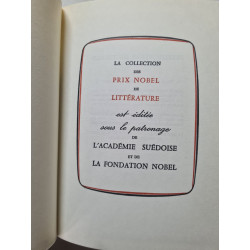 LA COLLECTION
DES
PRIX NOBEL
DE
LITTÉRATURE
est éditée
sous le patronage
DE
L'ACADÉMIE SUÉDOISE
ET DE
LA FONDATION NOBEL